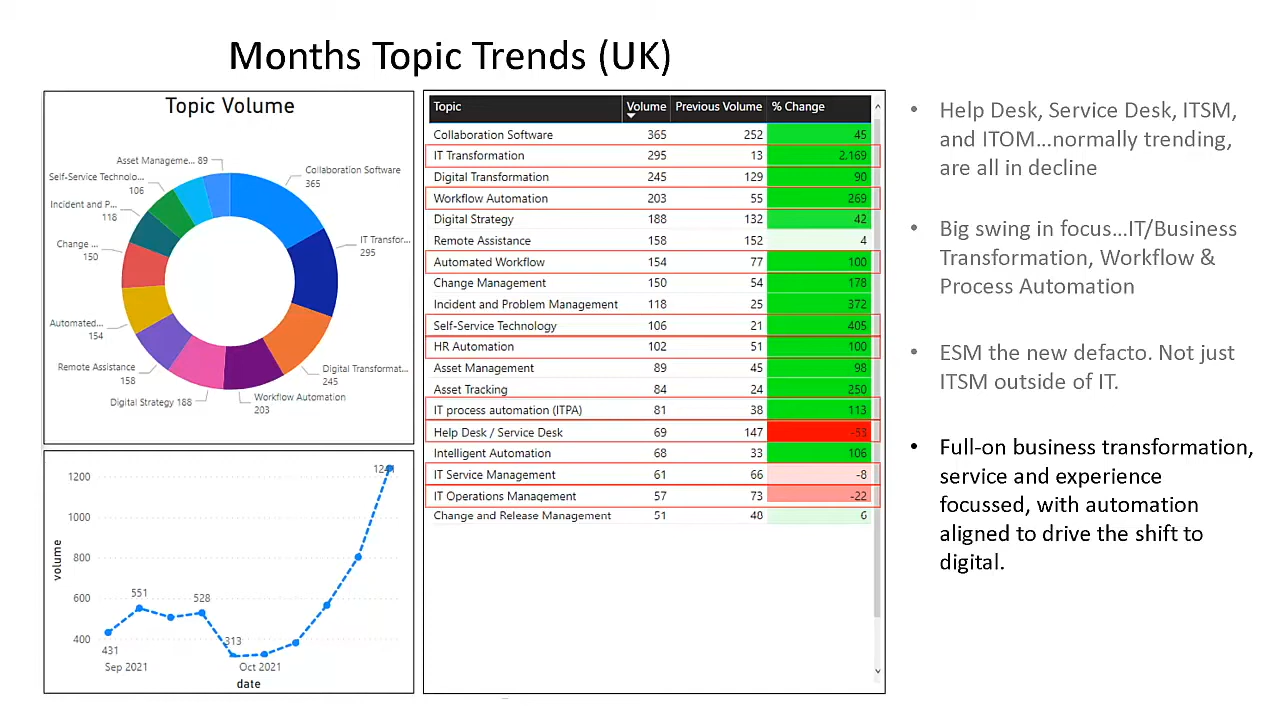 Months Topic Trends (UK)
Topic Volume
Asset Manageme... 89
Collaboration Software
365
Self-Service Technolo...
106
Incident and P...
118
IT Transfor...
295
Change ...
150
Automated...
154
Remote Assistance
158
Digital Transformat...
245
Digital Strategy 188
Workflow Automation
203
1200
1000
800
600
400
volume
431
551
528
313
1241
Sep 2021
Oct 2021
date
Topic Volume Previous Volume % Change
Collaboration Software 365 252 45
IT Transformation 295 13 2,169
Digital Transformation 245 129 90
Workflow Automation 203 55 269
Digital Strategy 188 132 42
Remote Assistance 158 152 4
Automated Workflow 154 77 100
Change Management 150 54 178
Incident and Problem Management 118 25 372
Self-Service Technology 106 21 405
HR Automation 102 51 100
Asset Management 89 45 98
Asset Tracking 84 24 250
IT process automation (ITPA) 81 38 113
Help Desk / Service Desk 69 147 -53
Intelligent Automation 68 33 106
IT Service Management 61 66 -8
IT Operations Management 57 73 -22
Change and Release Management 51 48 6
• Help Desk, Service Desk, ITSM,
and ITOM...normally trending,
are all in decline
• Big swing in focus...IT/Business
Transformation, Workflow &
Process Automation
• ESM the new defacto. Not just
ITSM outside of IT.
• Full-on business transformation,
service and experience
focussed, with automation
aligned to drive the shift to
digital.